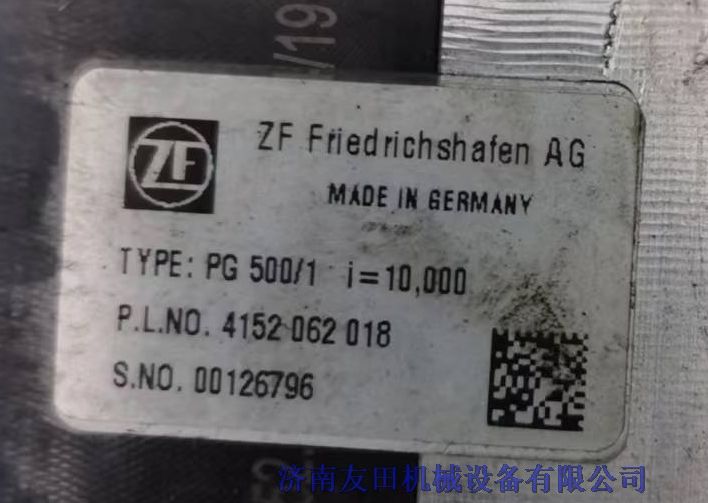 /19
ZF
ZF Friedrichshafen AG
MADE IN GERMANY
TYPE: PG 500/1 i=10,000
P.L.NO. 4152 062 018
S.NO. 00126796
济南友田机械设备有限公司